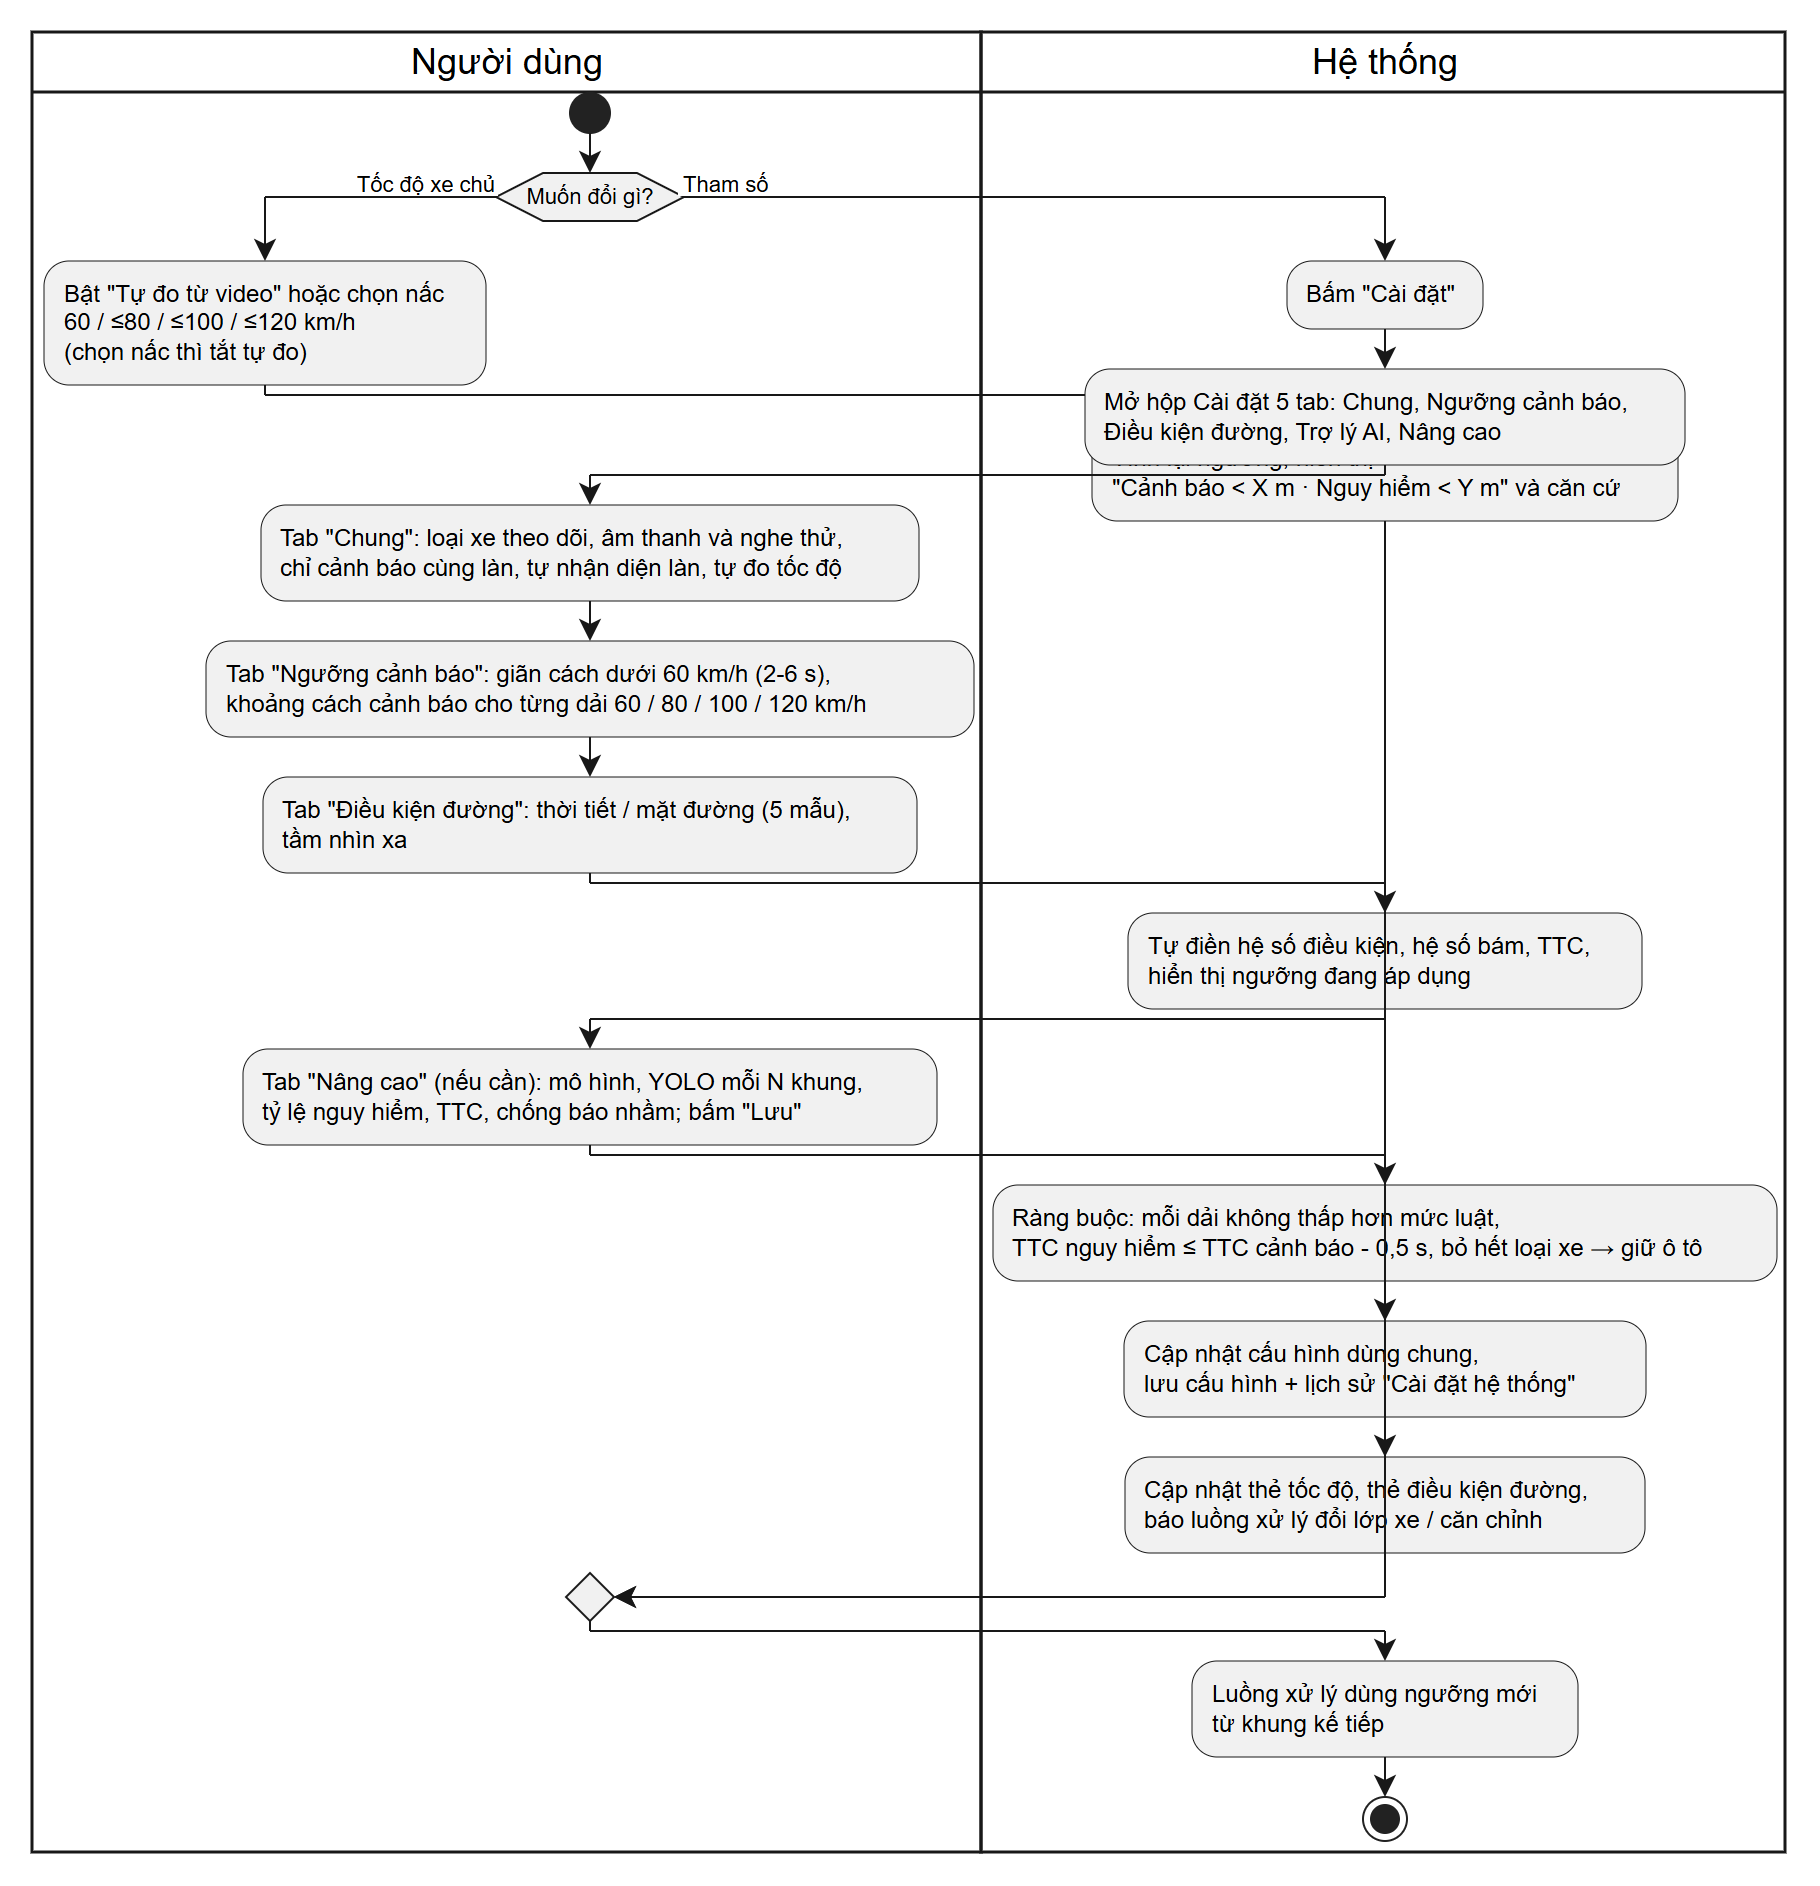 Người dùng
Hệ thống
Muốn đổi gì?
Tốc độ xe chủ
Tham số
Bật "Tự đo từ video" hoặc chọn nấc
60 / ≤80 / ≤100 / ≤120 km/h
(chọn nấc thì tắt tự đo)
Bấm "Cài đặt"
Mở hộp Cài đặt 5 tab: Chung, Ngưỡng cảnh báo,
Điều kiện đường, Trợ lý AI, Nâng cao
"Cảnh báo < X m · Nguy hiểm < Y m" và căn cứ
Tab "Chung": loại xe theo dõi, âm thanh và nghe thử,
chỉ cảnh báo cùng làn, tự nhận diện làn, tự đo tốc độ
Tab "Ngưỡng cảnh báo": giãn cách dưới 60 km/h (2-6 s),
khoảng cách cảnh báo cho từng dải 60 / 80 / 100 / 120 km/h
Tab "Điều kiện đường": thời tiết / mặt đường (5 mẫu),
tầm nhìn xa
Tự điền hệ số điều kiện, hệ số bám, TTC,
hiển thị ngưỡng đang áp dụng
Tab "Nâng cao" (nếu cần): mô hình, YOLO mỗi N khung,
tỷ lệ nguy hiểm, TTC, chống báo nhầm; bấm "Lưu"
Ràng buộc: mỗi dải không thấp hơn mức luật,
TTC nguy hiểm ≤ TTC cảnh báo - 0,5 s, bỏ hết loại xe → giữ ô tô
Cập nhật cấu hình dùng chung,
lưu cấu hình + lịch sử "Cài đặt hệ thống"
Cập nhật thẻ tốc độ, thẻ điều kiện đường,
báo luồng xử lý đổi lớp xe / căn chỉnh
Luồng xử lý dùng ngưỡng mới
từ khung kế tiếp